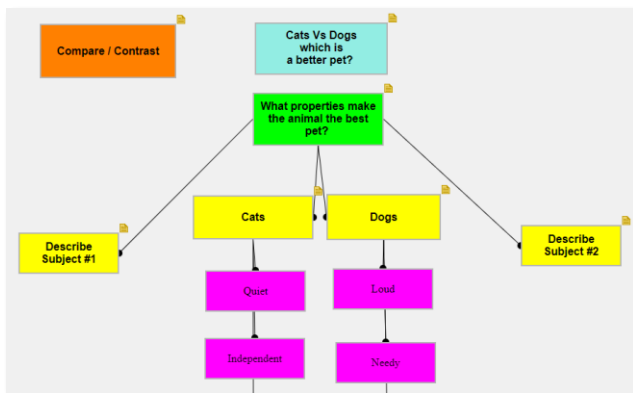 Compare / Contrast
Cats Vs Dogs
which is
a better pet?
What properties make
the animal the best
pet?
Cats
Dogs
Describe
Subject #1
Describe
Subject #2
Quiet
Loud
Independent
Needy